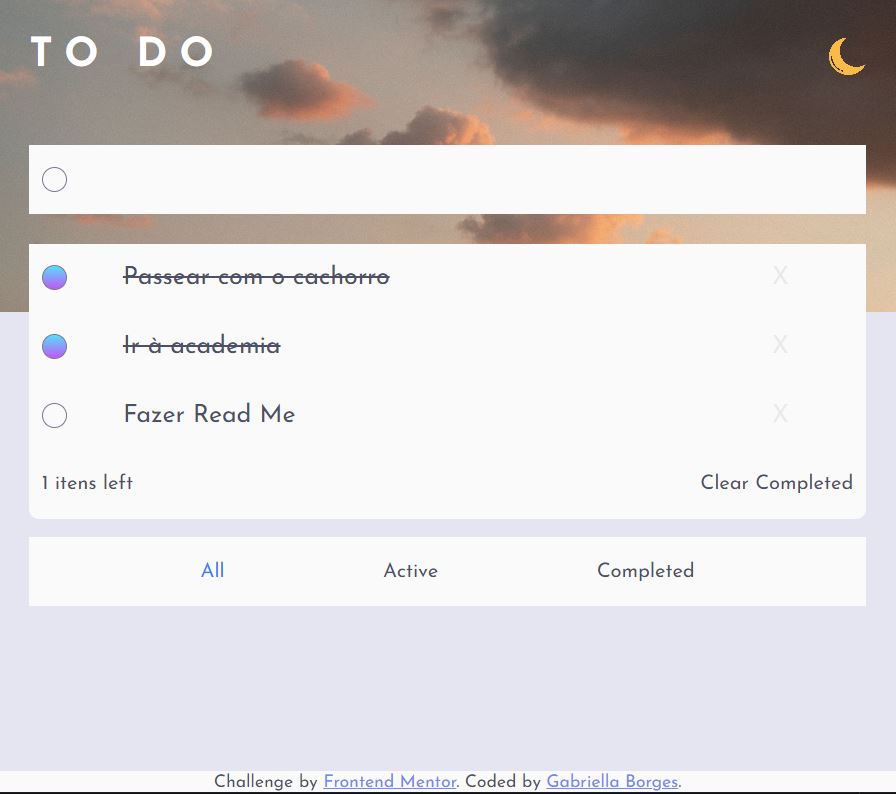 TO DO
Passear com o cachorro X
Ir à academia X
Fazer Read Me X
1 itens left Clear Completed
All Active Completed
Challenge by Frontend Mentor. Coded by Gabriella Borges.